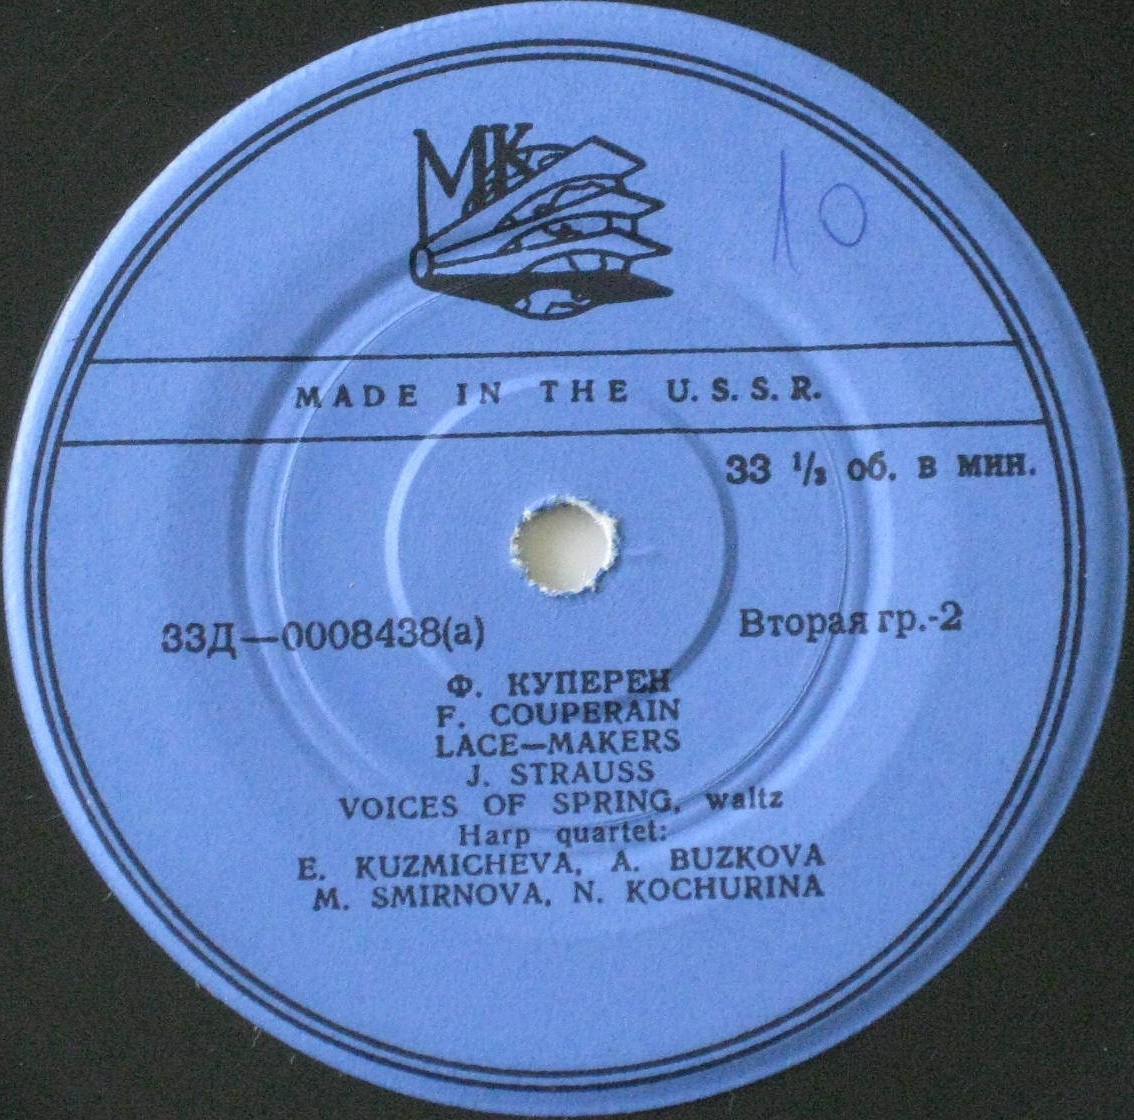 МК
10
MADE IN THE U.S.S.R.
33 1/3 об. в мин.
33Д—0008438(а)
Вторая гр.-2
Ф. КУПЕРЕН
F. COUPERAIN
LACE—MAKERS
J. STRAUSS
VOICES OF SPRING, waltz
Harp quartet:
E. KUZMICHEVA, A. BUZKOVA
M. SMIRNOVA, N. KOCHURINA